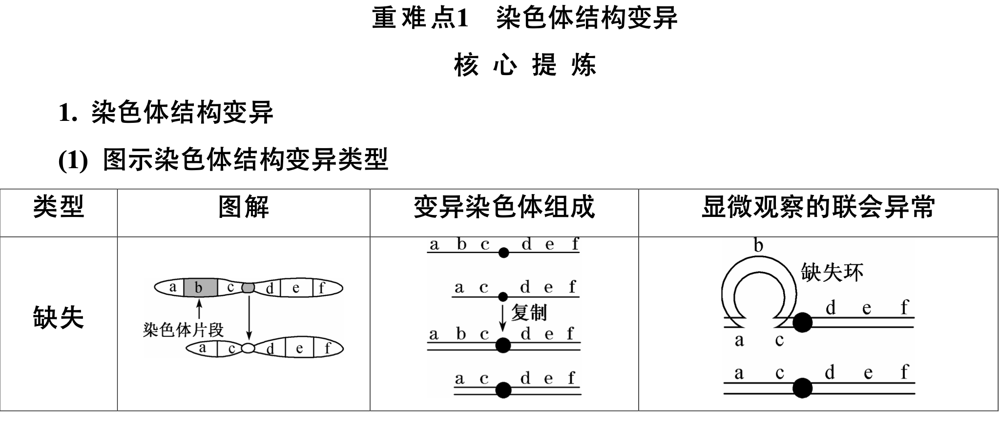 重难点1 染色体结构变异
核心提炼
1. 染色体结构变异
(1) 图示染色体结构变异类型
类型 图解 变异染色体组成 显微观察的联会异常
缺失
a b c d e f
染色体片段
a c d e f
a b c d e f
a c d e f
复制
a b c d e f
a c d e f
b
缺失环
d e f
a c
a c d e f